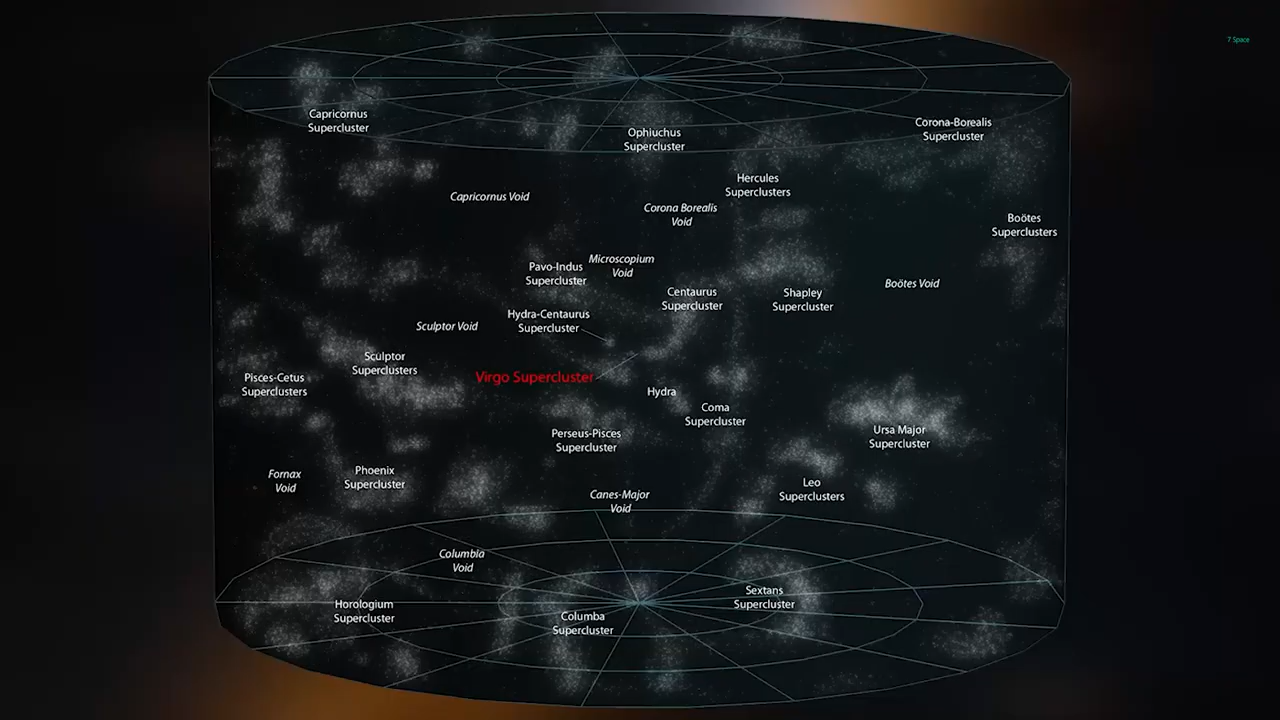 7 Space
Capricornus
Supercluster
Ophiuchus
Supercluster
Corona-Borealis
Supercluster
Hercules
Superclusters
Capricornus Void
Corona Borealis
Void
Boötes
Superclusters
Microscopium
Void
Pavo-Indus
Supercluster
Boötes Void
Centaurus
Supercluster
Shapley
Supercluster
Hydra-Centaurus
Supercluster
Sculptor Void
Sculptor
Superclusters
Virgo Supercluster
Pisces-Cetus
Superclusters
Hydra
Coma
Supercluster
Perseus-Pisces
Supercluster
Ursa Major
Supercluster
Fornax
Void
Phoenix
Supercluster
Leo
Superclusters
Canes-Major
Void
Columbia
Void
Sextans
Supercluster
Horologium
Supercluster
Columba
Supercluster